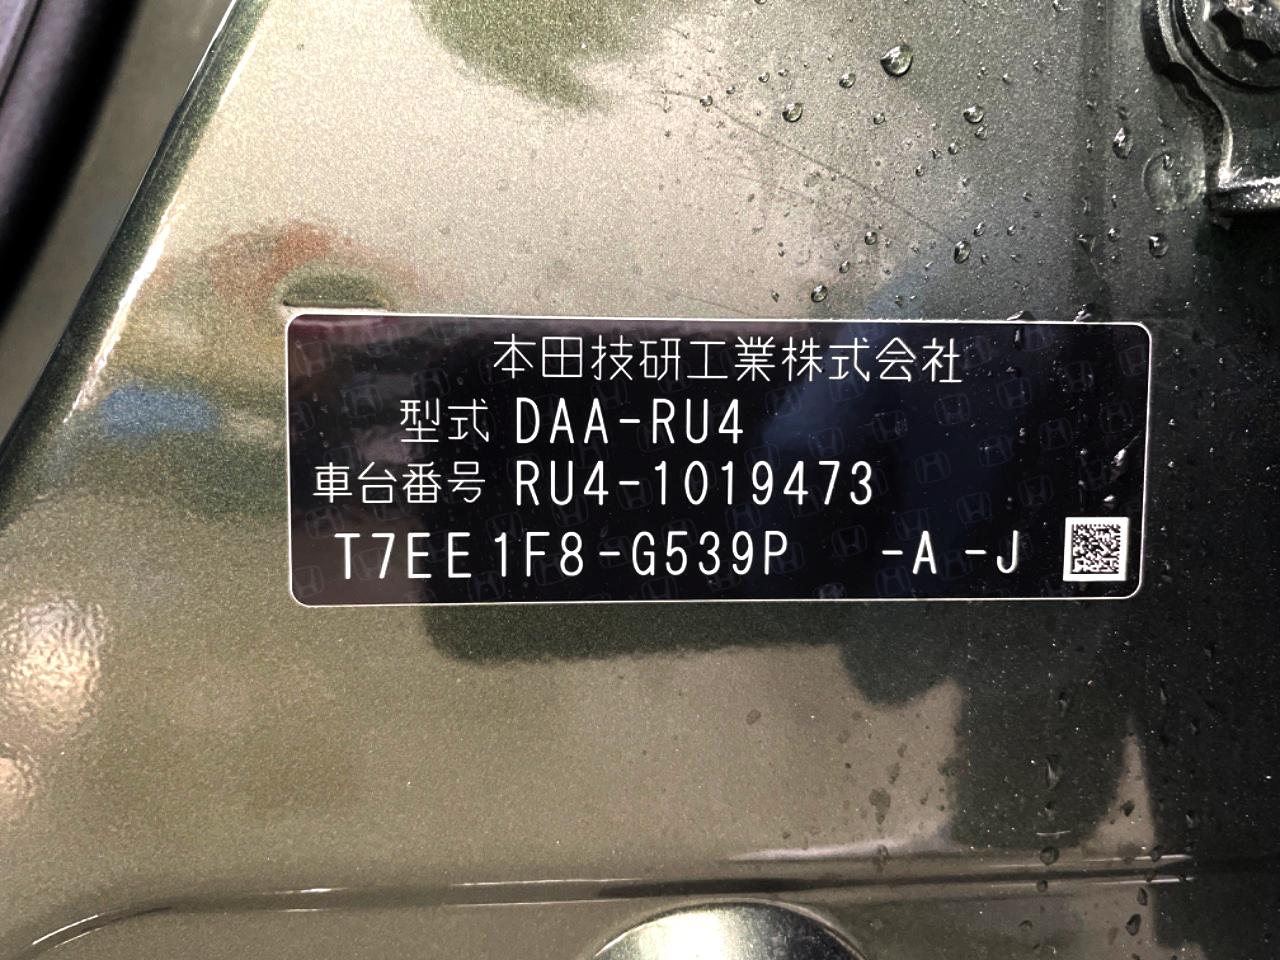 本田技研工業株式会社
型式 DAA-RU4
車台番号 RU4-1019473
T7EE1F8-G539P -A -J